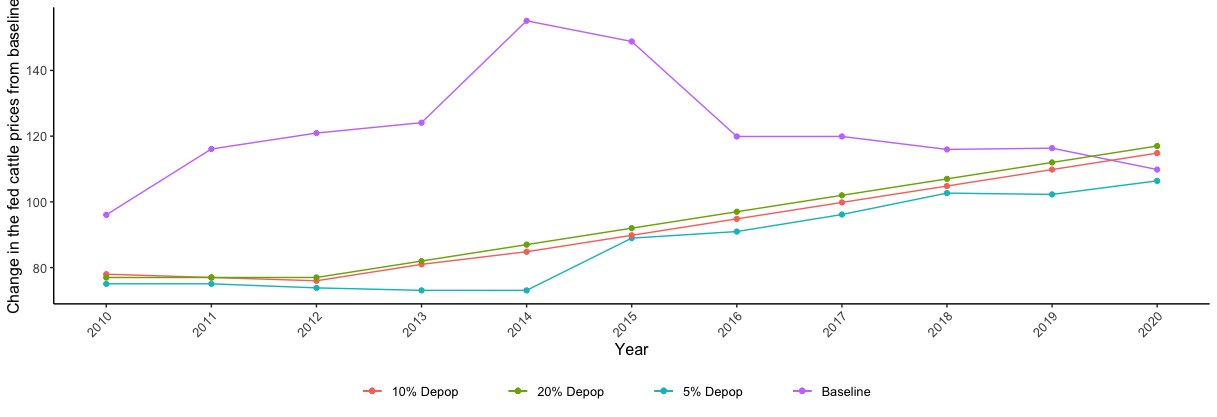 Change in the fed cattle prices from baseline
140
120
100
80
2010 2011 2012 2013 2014 2015 2016 2017 2018 2019 2020
Year
10% Depop 20% Depop 5% Depop Baseline